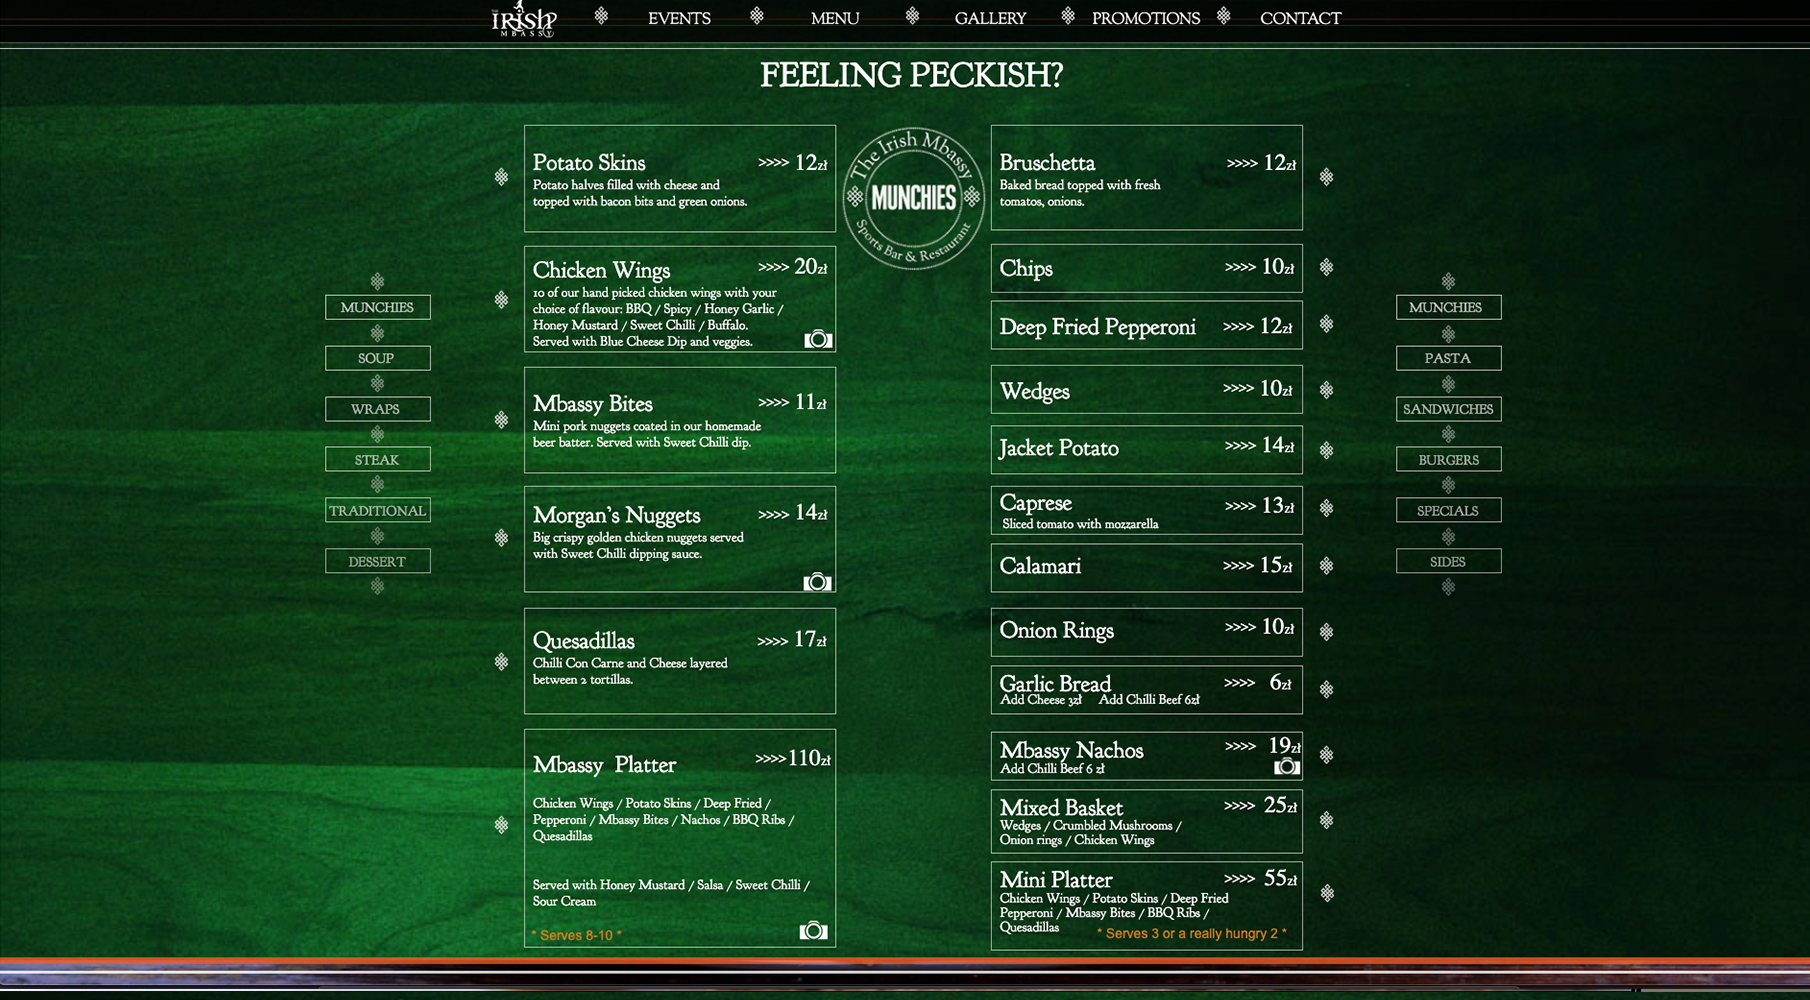 THE
IRiSh
MBASSY
EVENTS
MENU
GALLERY
PROMOTIONS
CONTACT
FEELING PECKISH?
The Irish Mbassy
MUNCHIES
Sports Bar & Restaurant
MUNCHIES
SOUP
WRAPS
STEAK
TRADITIONAL
DESSERT
Potato Skins >>>> 12zł
Potato halves filled with cheese and
topped with bacon bits and green onions.
Chicken Wings >>>> 20zł
10 of our hand picked chicken wings with your
choice of flavour: BBQ / Spicy / Honey Garlic /
Honey Mustard / Sweet Chilli / Buffalo.
Served with Blue Cheese Dip and veggies.
Mbassy Bites >>>> 11zł
Mini pork nuggets coated in our homemade
beer batter. Served with Sweet Chilli dip.
Morgan's Nuggets >>>> 14zł
Big crispy golden chicken nuggets served
with Sweet Chilli dipping sauce.
Quesadillas >>>> 17zł
Chilli Con Carne and Cheese layered
between 2 tortillas.
Mbassy Platter >>>>110zł
Chicken Wings / Potato Skins / Deep Fried /
Pepperoni / Mbassy Bites / Nachos / BBQ Ribs /
Quesadillas
Served with Honey Mustard / Salsa / Sweet Chilli /
Sour Cream
* Serves 8-10 *
Bruschetta >>>> 12zł
Baked bread topped with fresh
tomatos, onions.
Chips >>>> 10zł
Deep Fried Pepperoni >>>> 12zł
Wedges >>>> 10zł
Jacket Potato >>>> 14zł
Caprese >>>> 13zł
Sliced tomato with mozzarella
Calamari >>>> 15zł
Onion Rings >>>> 10zł
Garlic Bread >>>> 6zł
Add Cheese 3zł Add Chilli Beef 6zł
Mbassy Nachos >>>> 19zł
Add Chilli Beef 6 zł
Mixed Basket >>>> 25zł
Wedges / Crumbled Mushrooms /
Onion rings / Chicken Wings
Mini Platter >>>> 55zł
Chicken Wings / Potato Skins / Deep Fried
Pepperoni / Mbassy Bites / BBQ Ribs /
Quesadillas
* Serves 3 or a really hungry 2 *
MUNCHIES
PASTA
SANDWICHES
BURGERS
SPECIALS
SIDES